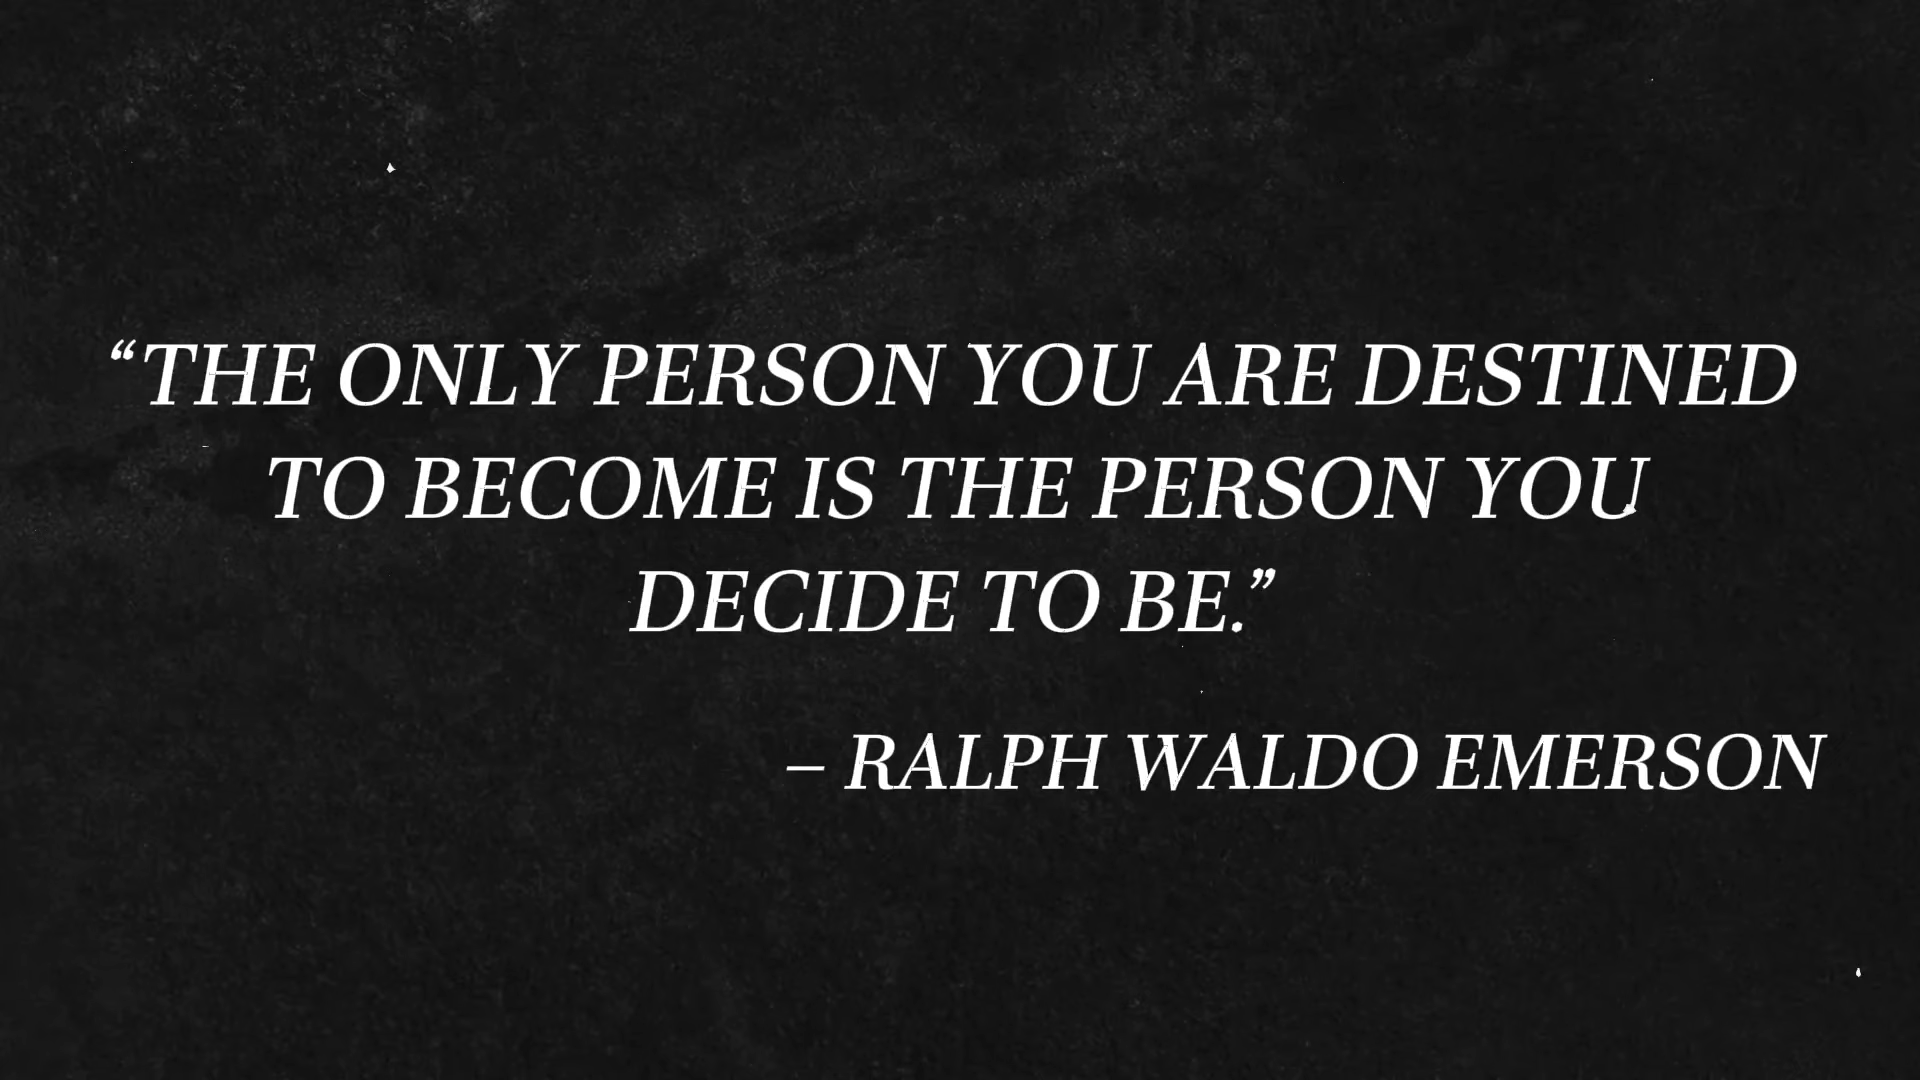 “THE ONLY PERSON YOU ARE DESTINED
TO BECOME IS THE PERSON YOU
DECIDE TO BE.”
– RALPH WALDO EMERSON